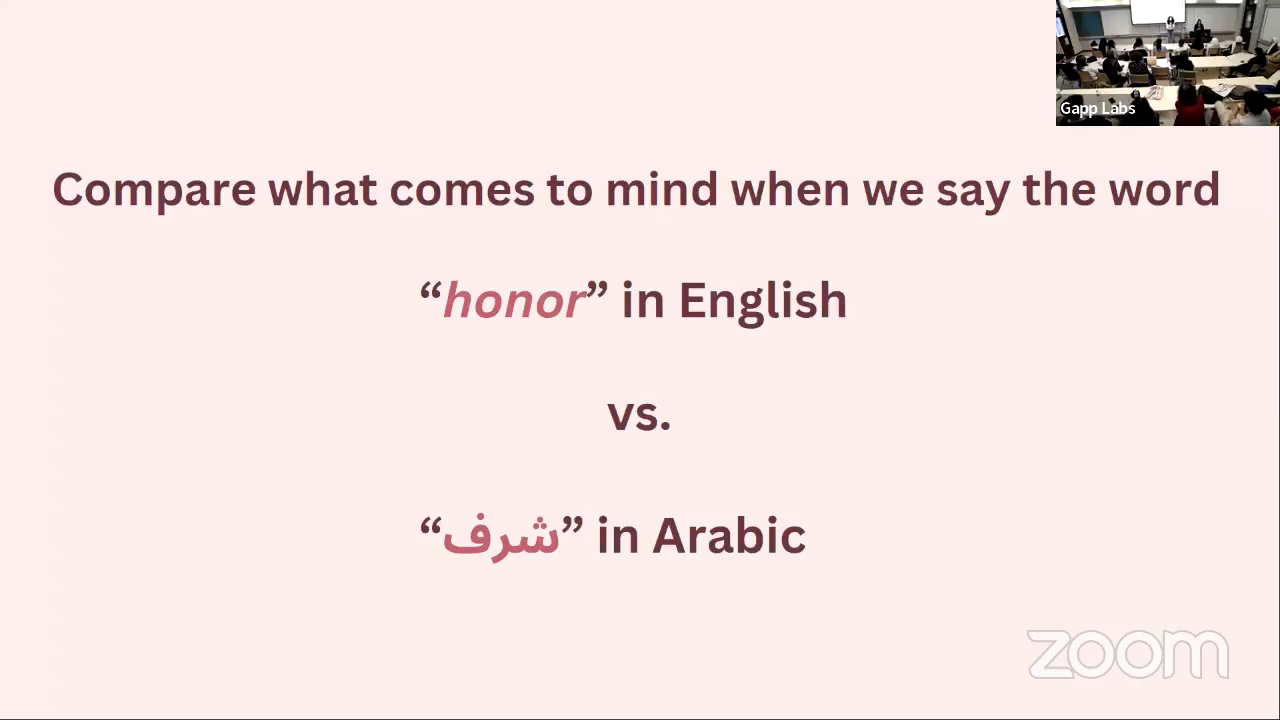 Gapp Labs
Compare what comes to mind when we say the word
“honor” in English
vs.
“شرف” in Arabic
zoom